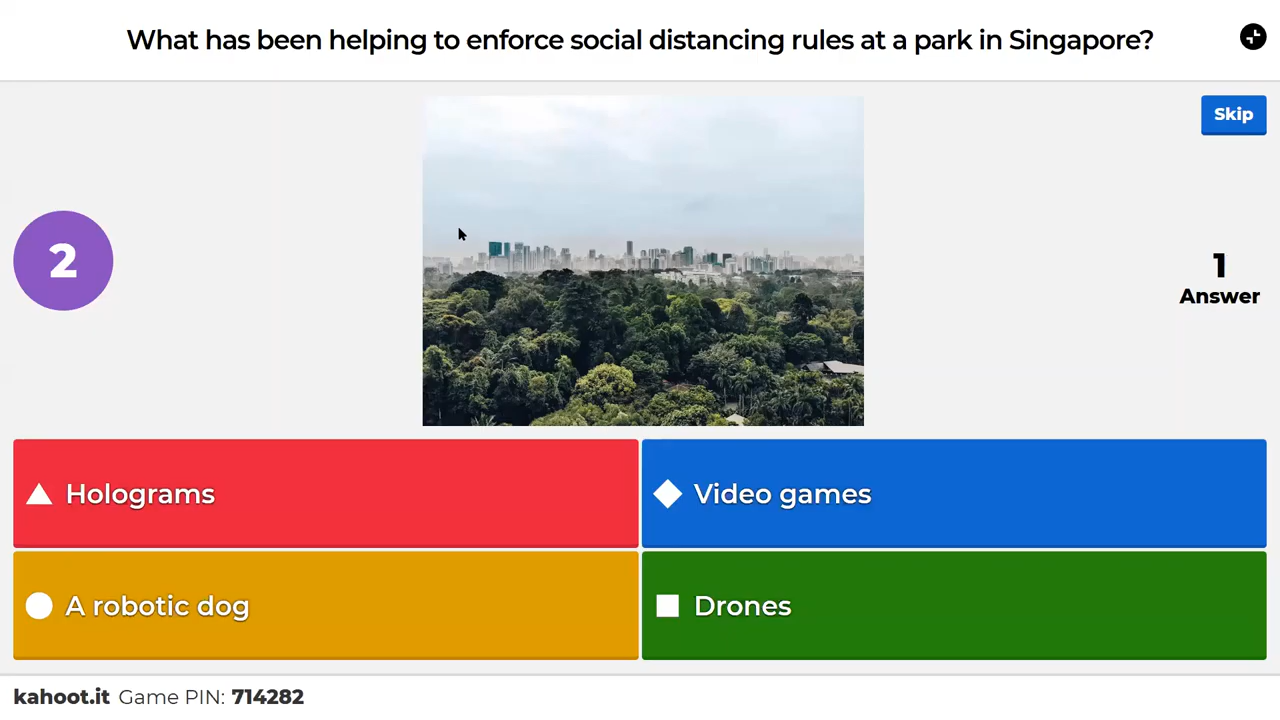 What has been helping to enforce social distancing rules at a park in Singapore?
Skip
2
1
Answer
Holograms
Video games
A robotic dog
Drones
kahoot.it Game PIN: 714282